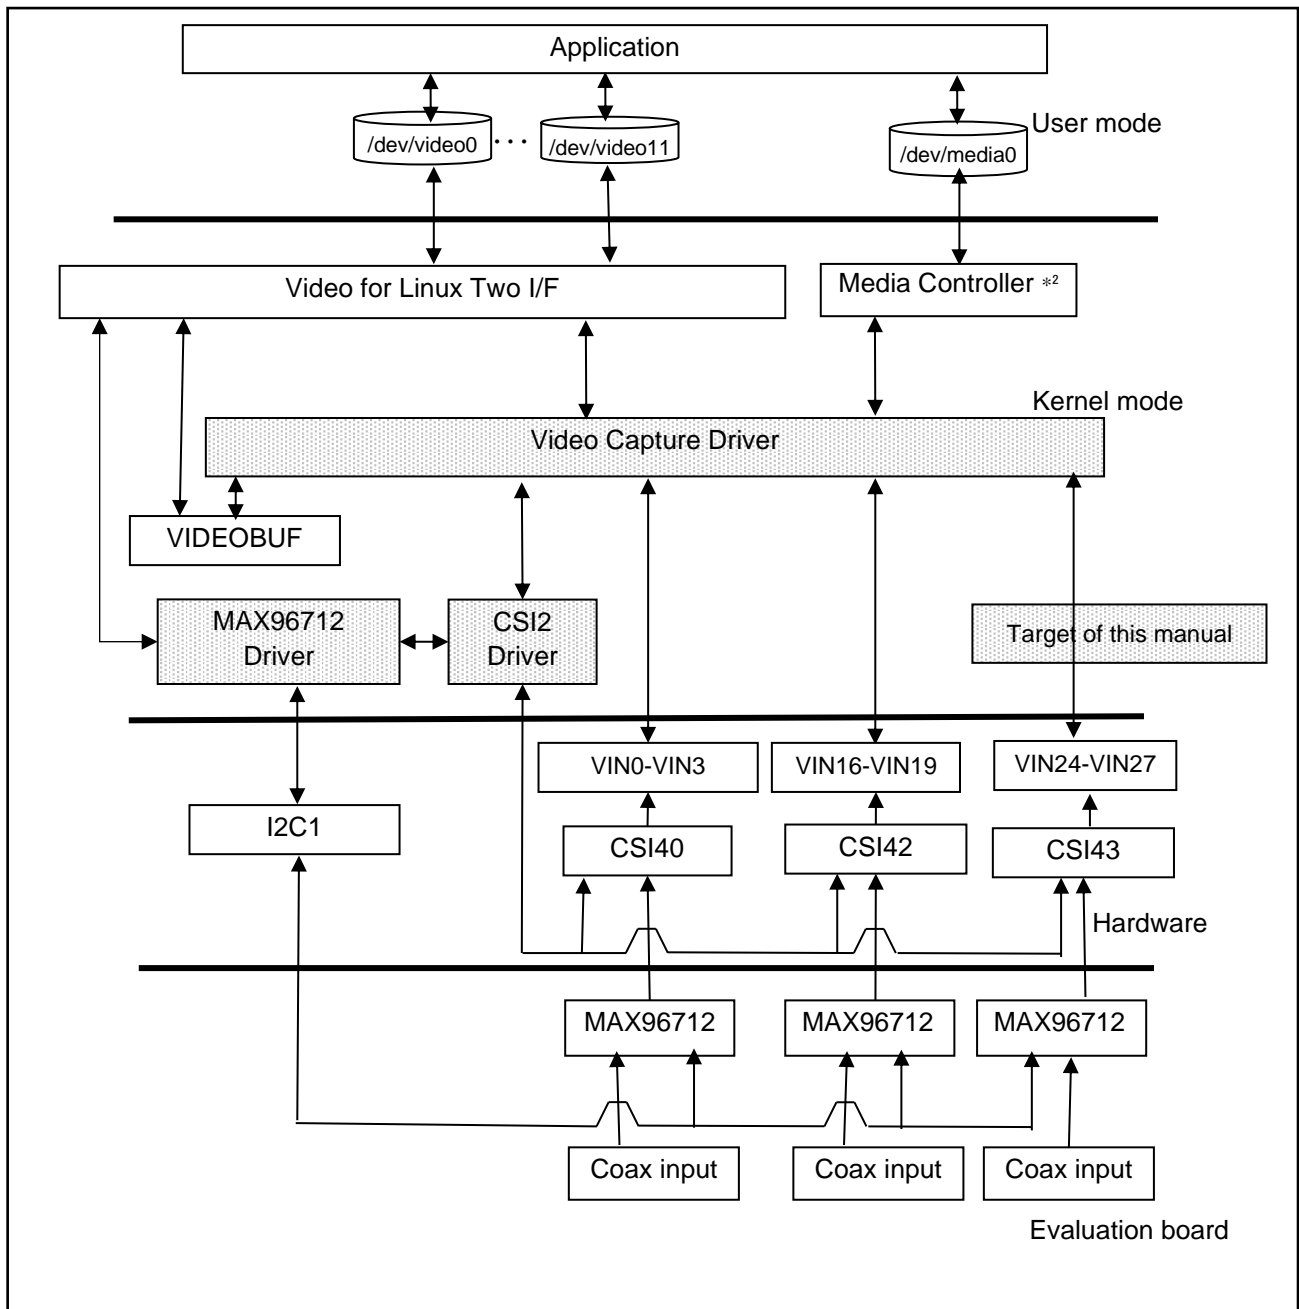 Application
User mode
/dev/video0 ··· /dev/video11 /dev/media0
Video for Linux Two I/F
Media Controller *2
Kernel mode
Video Capture Driver
VIDEOBUF
MAX96712
Driver
CSI2
Driver
Target of this manual
VIN0-VIN3
VIN16-VIN19
VIN24-VIN27
I2C1
CSI40
CSI42
CSI43
Hardware
MAX96712
MAX96712
MAX96712
Coax input
Coax input
Coax input
Evaluation board